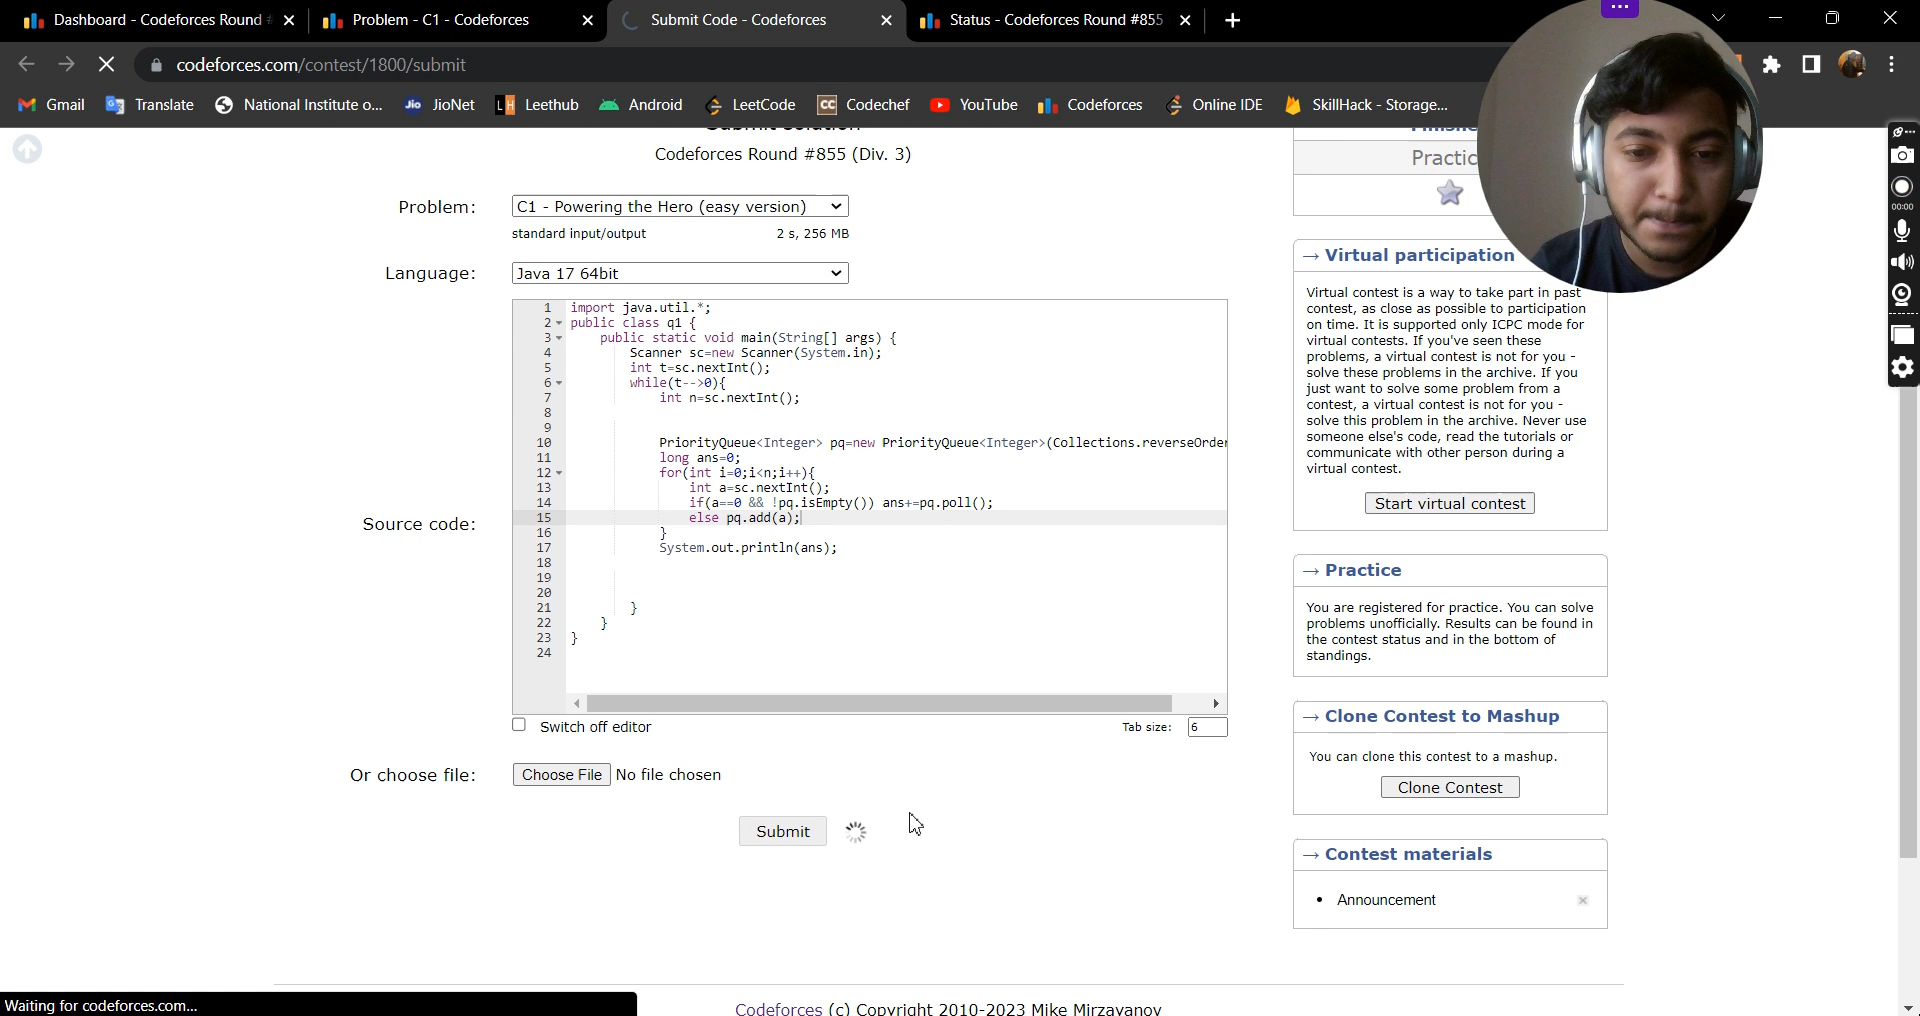 Dashboard - Codeforces Round #
Problem - C1 - Codeforces
Submit Code - Codeforces
Status - Codeforces Round #855
codeforces.com/contest/1800/submit
Gmail
Translate
National Institute o...
Jio JioNet
LH Leethub
Android
LeetCode
CC Codechef
YouTube
Codeforces
Online IDE
SkillHack - Storage...
Codeforces Round #855 (Div. 3)
Problem:
C1 - Powering the Hero (easy version)
standard input/output
2 s, 256 MB
Language:
Java 17 64bit
Source code:
1 import java.util.*;
2 public class q1 {
3 public static void main(String[] args) {
4 Scanner sc=new Scanner(System.in);
5 int t=sc.nextInt();
6 while(t-->0){
7 int n=sc.nextInt();
8
9
10 PriorityQueue<Integer> pq=new PriorityQueue<Integer>(Collections.reverseOrder
11 long ans=0;
12 for(int i=0;i<n;i++){
13 int a=sc.nextInt();
14 if(a==0 && !pq.isEmpty()) ans+=pq.poll();
15 else pq.add(a);
16 }
17 System.out.println(ans);
18
19
20
21 }
22 }
23 }
24
Switch off editor
Tab size: 6
Or choose file:
Choose File No file chosen
Submit
Practic
→ Virtual participation
Virtual contest is a way to take part in past
contest, as close as possible to participation
on time. It is supported only ICPC mode for
virtual contests. If you've seen these
problems, a virtual contest is not for you -
solve these problems in the archive. If you
just want to solve some problem from a
contest, a virtual contest is not for you -
solve this problem in the archive. Never use
someone else's code, read the tutorials or
communicate with other person during a
virtual contest.
Start virtual contest
→ Practice
You are registered for practice. You can solve
problems unofficially. Results can be found in
the contest status and in the bottom of
standings.
→ Clone Contest to Mashup
You can clone this contest to a mashup.
Clone Contest
→ Contest materials
Announcement
00:00
Waiting for codeforces.com...
Codeforces (c) Copyright 2010-2023 Mike Mirzayanov